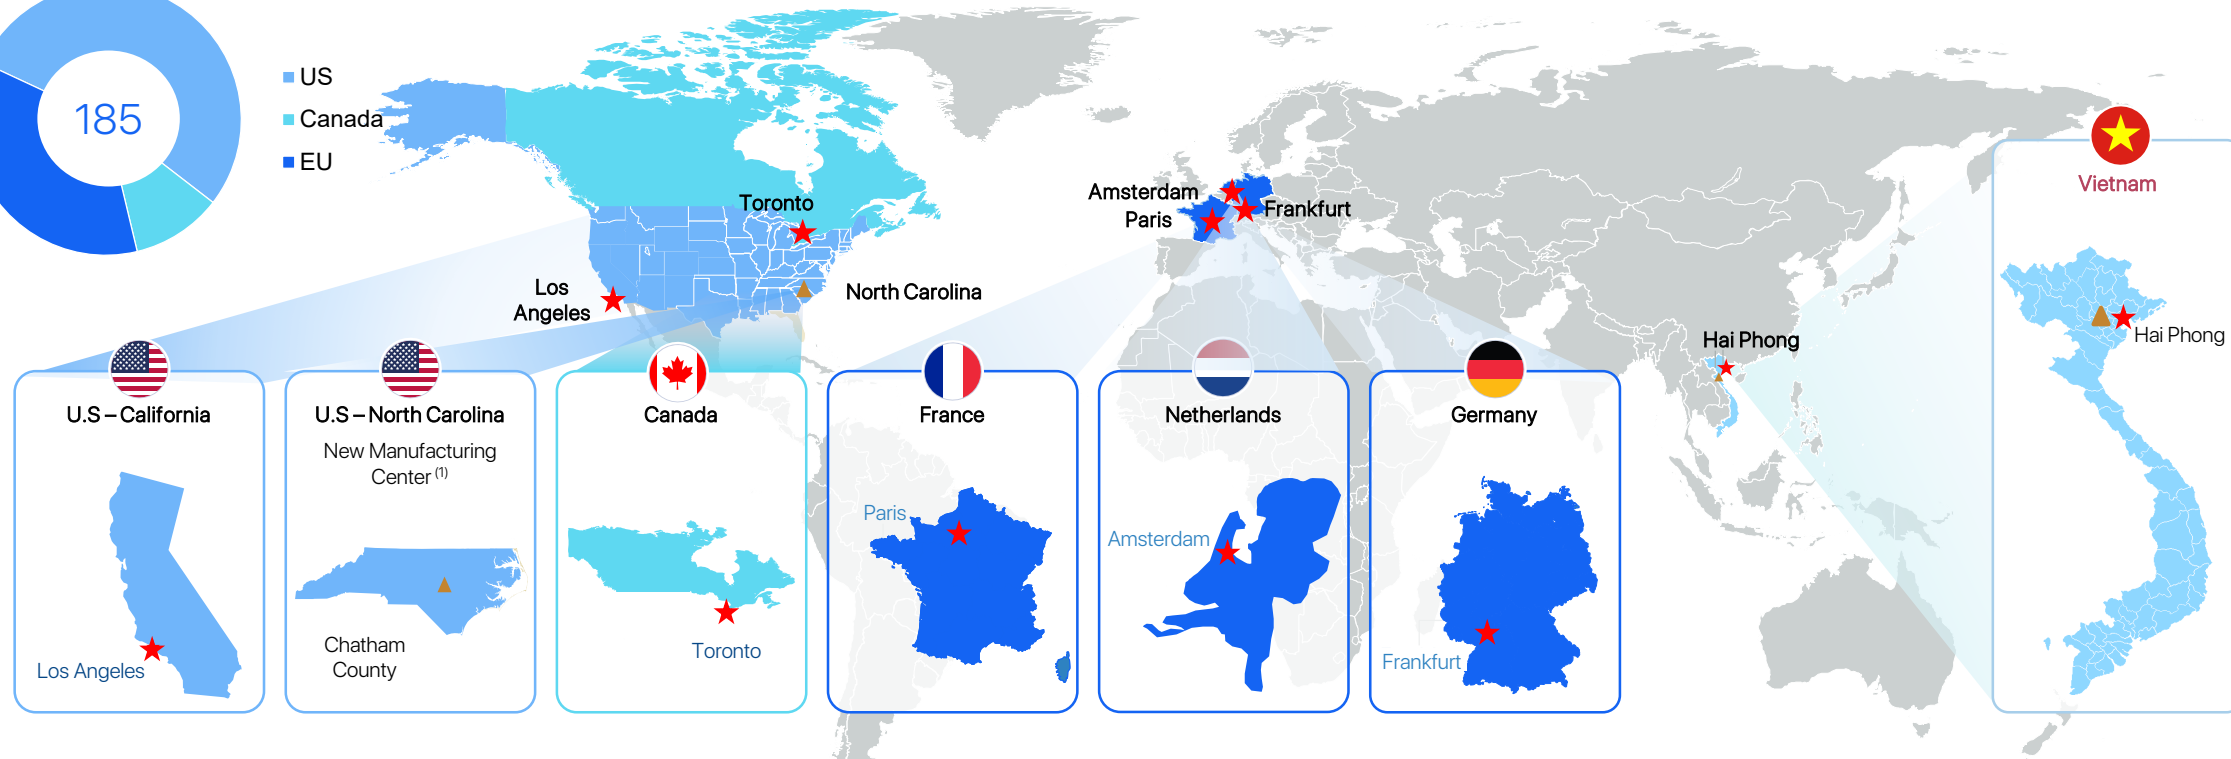 185
US
Canada
EU
Toronto
Los
Angeles
North Carolina
Amsterdam
Paris
Frankfurt
Hai Phong
Vietnam
Hai Phong
U.S – California
Los Angeles
U.S – North Carolina
New Manufacturing
Center (1)
Chatham
County
Canada
Toronto
France
Paris
Netherlands
Amsterdam
Germany
Frankfurt